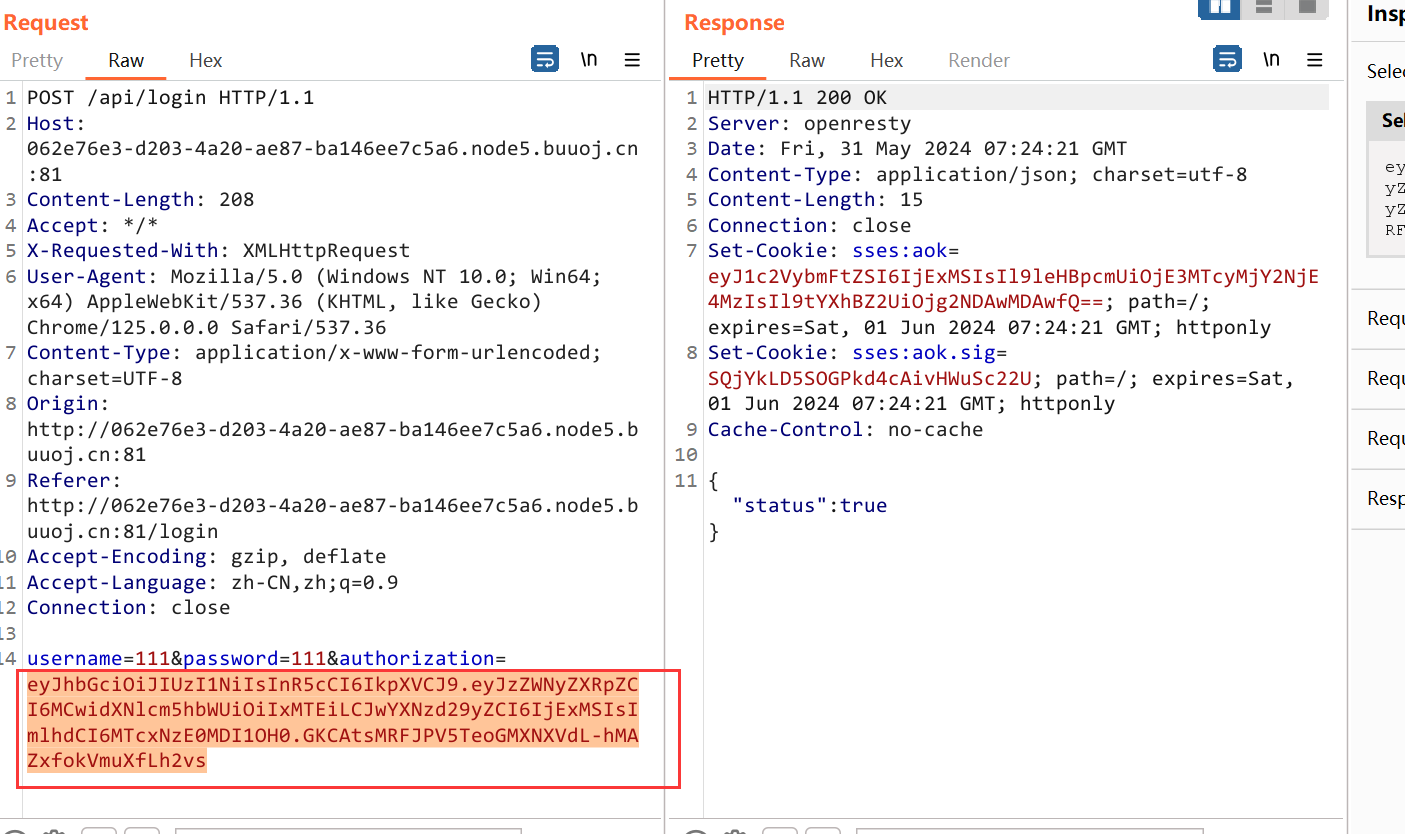 Request
Pretty Raw Hex \n
1 POST /api/login HTTP/1.1
2 Host:
062e76e3-d203-4a20-ae87-ba146ee7c5a6.node5.buuoj.cn
:81
3 Content-Length: 208
4 Accept: */*
5 X-Requested-With: XMLHttpRequest
6 User-Agent: Mozilla/5.0 (Windows NT 10.0; Win64;
x64) AppleWebKit/537.36 (KHTML, like Gecko)
Chrome/125.0.0.0 Safari/537.36
7 Content-Type: application/x-www-form-urlencoded;
charset=UTF-8
8 Origin:
http://062e76e3-d203-4a20-ae87-ba146ee7c5a6.node5.b
uuoj.cn:81
9 Referer:
http://062e76e3-d203-4a20-ae87-ba146ee7c5a6.node5.b
uuoj.cn:81/login
10 Accept-Encoding: gzip, deflate
11 Accept-Language: zh-CN,zh;q=0.9
12 Connection: close
13
14 username=111&password=111&authorization=
eyJhbGciOiJIUzI1NiIsInR5cCI6IkpXVCJ9.eyJzZWNyZXRpZC
I6MCwidXNlcm5hbWUiOiIxMTEiLCJwYXNzd29yZCI6IjExMSIsI
mlhdCI6MTcxNzE0MDI1OH0.GKCAtsMRFJPV5TeoGMXNXVdL-hMA
ZxfokVmuXfLh2vs
Response
Pretty Raw Hex Render \n
1 HTTP/1.1 200 OK
2 Server: openresty
3 Date: Fri, 31 May 2024 07:24:21 GMT
4 Content-Type: application/json; charset=utf-8
5 Content-Length: 15
6 Connection: close
7 Set-Cookie: sses:aok=
eyJ1c2VybmFtZSI6IjExMSIsIl9leHBpcmUiOjE3MTcyMjY2NjE
4MzIsIl9tYXhBZ2UiOjg2NDAwMDAwfQ==; path=/;
expires=Sat, 01 Jun 2024 07:24:21 GMT; httponly
8 Set-Cookie: sses:aok.sig=
SQjYkLD5SOGPkd4cAivHWuSc22U; path=/; expires=Sat,
01 Jun 2024 07:24:21 GMT; httponly
9 Cache-Control: no-cache
10
11 {
"status":true
}
Insp
Selec
Sel
ey
yZ
yZ
RF
Requ
Requ
Requ
Resp